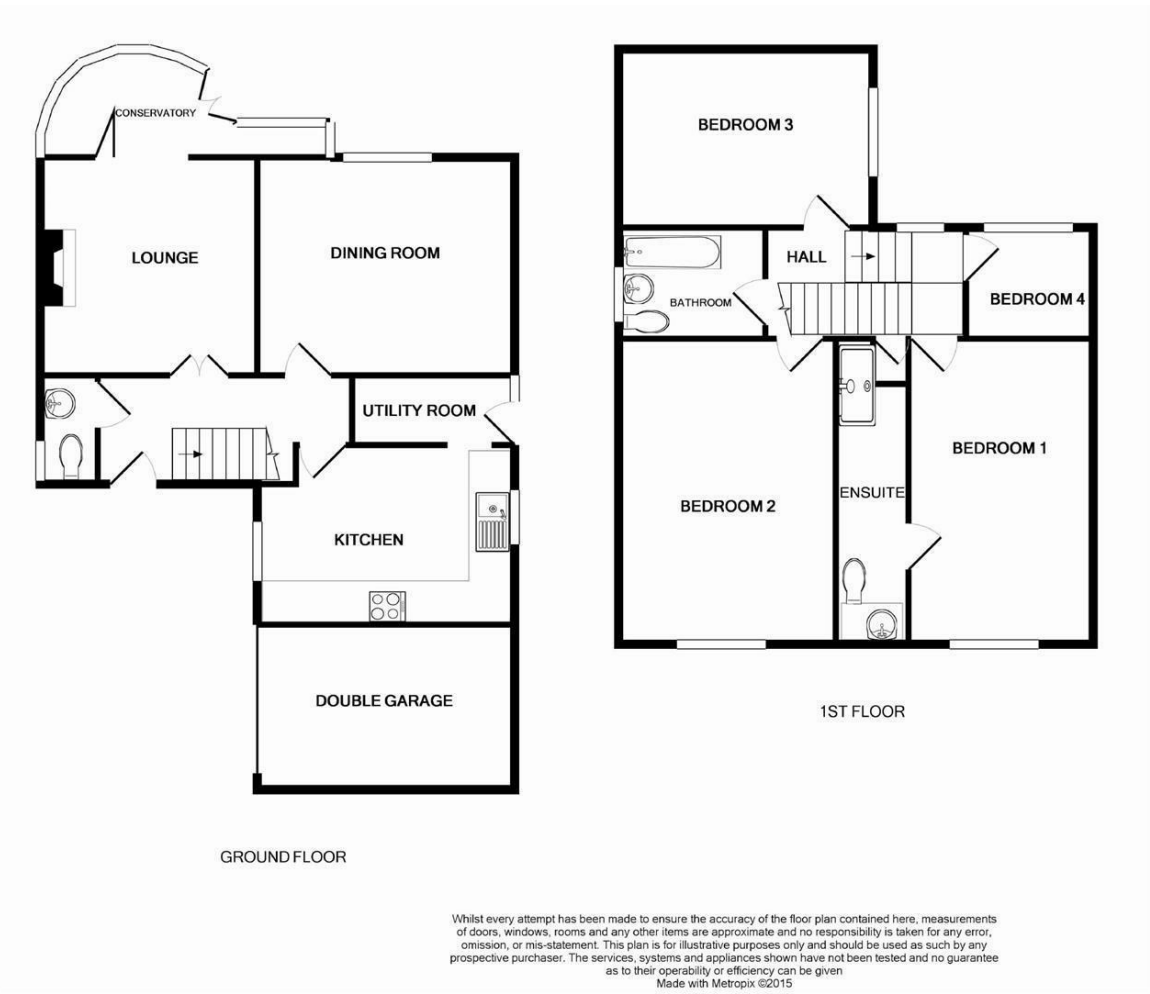 CONSERVATORY
LOUNGE
DINING ROOM
UTILITY ROOM
KITCHEN
DOUBLE GARAGE
GROUND FLOOR
BEDROOM 3
HALL
BATHROOM
BEDROOM 4
BEDROOM 1
ENSUITE
BEDROOM 2
1ST FLOOR
Whilst every attempt has been made to ensure the accuracy of the floor plan contained here, measurements
of doors, windows, rooms and any other items are approximate and no responsibility is taken for any error,
omission, or mis-statement. This plan is for illustrative purposes only and should be used as such by any
prospective purchaser. The services, systems and appliances shown have not been tested and no guarantee
as to their operability or efficiency can be given
Made with Metropix ©2015